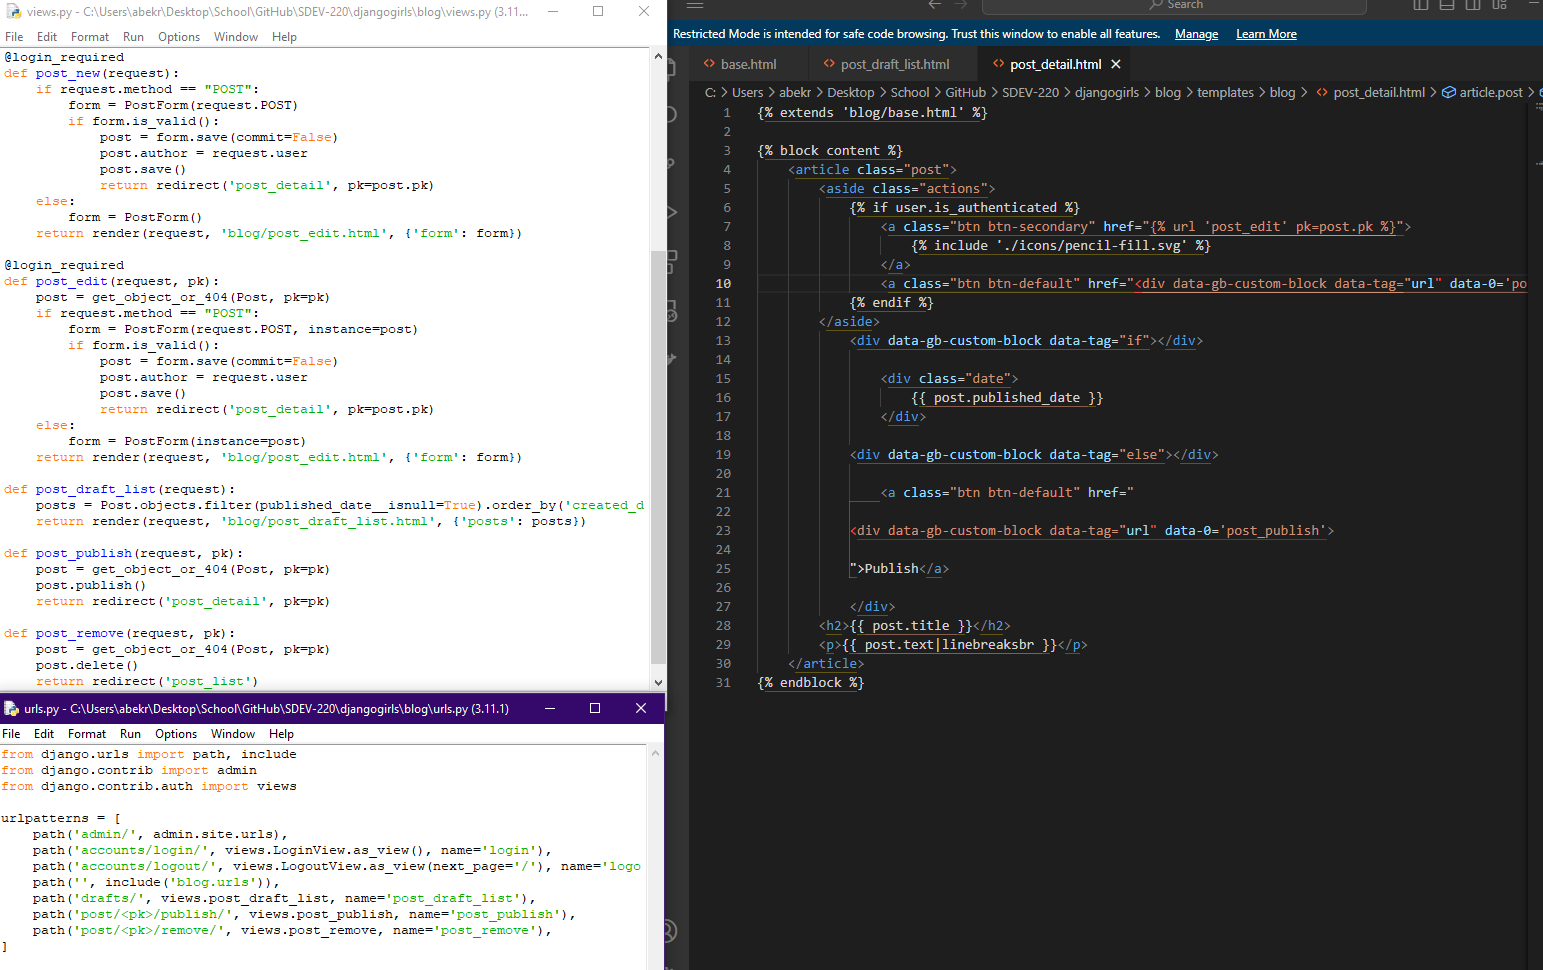 views.py - C:\Users\abekr\Desktop\School\GitHub\SDEV-220\djangogirls\blog\views.py (3.11...
File Edit Format Run Options Window Help
@login_required
def post_new(request):
    if request.method == "POST":
        form = PostForm(request.POST)
        if form.is_valid():
            post = form.save(commit=False)
            post.author = request.user
            post.save()
            return redirect('post_detail', pk=post.pk)
    else:
        form = PostForm()
    return render(request, 'blog/post_edit.html', {'form': form})
@login_required
def post_edit(request, pk):
    post = get_object_or_404(Post, pk=pk)
    if request.method == "POST":
        form = PostForm(request.POST, instance=post)
        if form.is_valid():
            post = form.save(commit=False)
            post.author = request.user
            post.save()
            return redirect('post_detail', pk=post.pk)
    else:
        form = PostForm(instance=post)
    return render(request, 'blog/post_edit.html', {'form': form})
def post_draft_list(request):
    posts = Post.objects.filter(published_date__isnull=True).order_by('created_d
    return render(request, 'blog/post_draft_list.html', {'posts': posts})
def post_publish(request, pk):
    post = get_object_or_404(Post, pk=pk)
    post.publish()
    return redirect('post_detail', pk=pk)
def post_remove(request, pk):
    post = get_object_or_404(Post, pk=pk)
    post.delete()
    return redirect('post_list')
urls.py - C:\Users\abekr\Desktop\School\GitHub\SDEV-220\djangogirls\blog\urls.py (3.11.1)
File Edit Format Run Options Window Help
from django.urls import path, include
from django.contrib import admin
from django.contrib.auth import views
urlpatterns = [
    path('admin/', admin.site.urls),
    path('accounts/login/', views.LoginView.as_view(), name='login'),
    path('accounts/logout/', views.LogoutView.as_view(next_page='/'), name='logo
    path('', include('blog.urls')),
    path('drafts/', views.post_draft_list, name='post_draft_list'),
    path('post/<pk>/publish/', views.post_publish, name='post_publish'),
    path('post/<pk>/remove/', views.post_remove, name='post_remove'),
]
Search
Restricted Mode is intended for safe code browsing. Trust this window to enable all features. Manage Learn More
base.html post_draft_list.html post_detail.html
C: > Users > abekr > Desktop > School > GitHub > SDEV-220 > djangogirls > blog > templates > blog > post_detail.html > article.post >
1 {% extends 'blog/base.html' %}
2
3 {% block content %}
4     <article class="post">
5         <aside class="actions">
6             {% if user.is_authenticated %}
7                 <a class="btn btn-secondary" href="{% url 'post_edit' pk=post.pk %}">
8                     {% include './icons/pencil-fill.svg' %}
9                 </a>
10                 <a class="btn btn-default" href="<div data-gb-custom-block data-tag="url" data-0='po
11             {% endif %}
12         </aside>
13             <div data-gb-custom-block data-tag="if"></div>
14
15                 <div class="date">
16                     {{ post.published_date }}
17                 </div>
18
19             <div data-gb-custom-block data-tag="else"></div>
20
21                 <a class="btn btn-default" href="
22
23             <div data-gb-custom-block data-tag="url" data-0='post_publish'>
24
25             ">Publish</a>
26
27             </div>
28         <h2>{{ post.title }}</h2>
29         <p>{{ post.text|linebreaksbr }}</p>
30     </article>
31 {% endblock %}